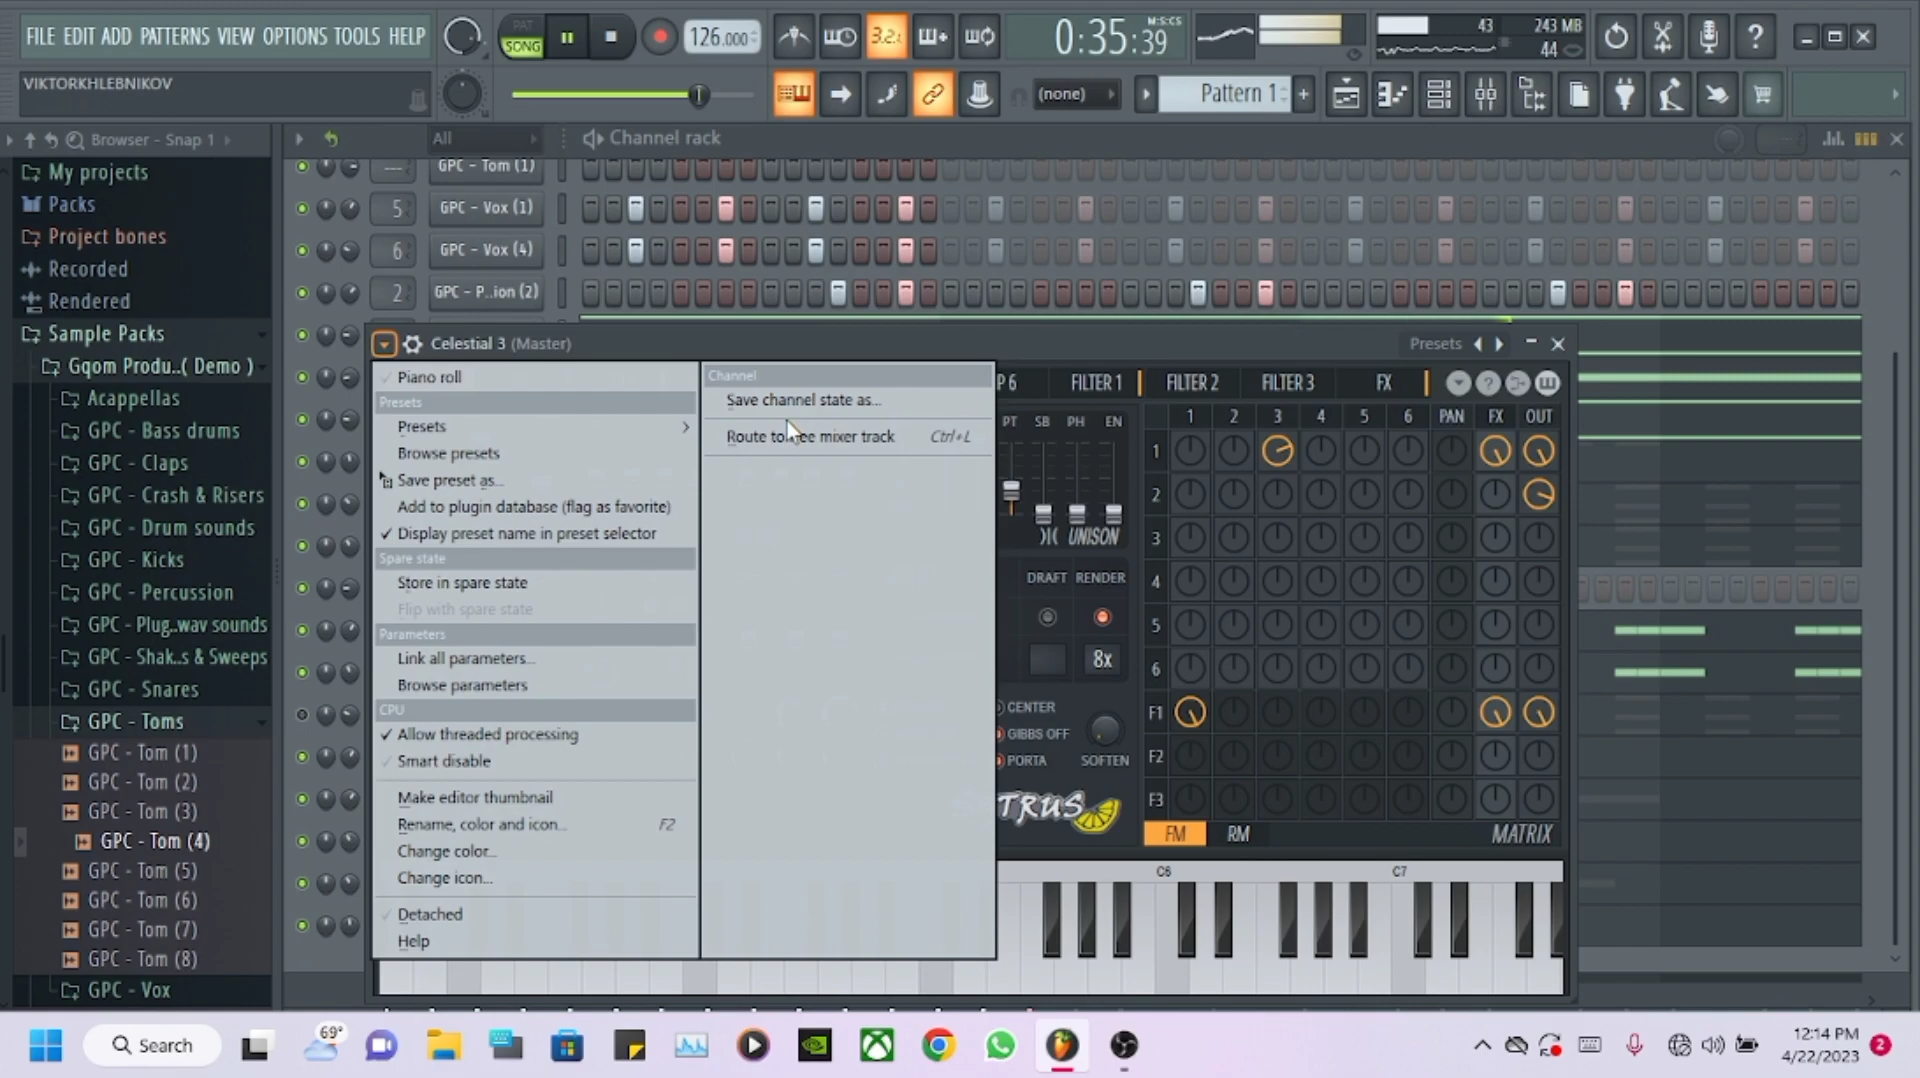 FILE EDIT ADD PATTERNS VIEW OPTIONS TOOLS HELP
PAT
SONG
126.000
3.2.
0:35:39
M:S:CS
43
243 MB
44
VIKTORKHLEBNIKOV
(none)
Pattern 1
Browser - Snap 1
All
Channel rack
My projects
Packs
Project bones
Recorded
Rendered
Sample Packs
Gqom Produ..( Demo )
Acappellas
GPC - Bass drums
GPC - Claps
GPC - Crash & Risers
GPC - Drum sounds
GPC - Kicks
GPC - Percussion
GPC - Plug..wav sounds
GPC - Shak..s & Sweeps
GPC - Snares
GPC - Toms
GPC - Tom (1)
GPC - Tom (2)
GPC - Tom (3)
GPC - Tom (4)
GPC - Tom (5)
GPC - Tom (6)
GPC - Tom (7)
GPC - Tom (8)
GPC - Vox
GPC - Tom (1)
5 GPC - Vox (1)
6 GPC - Vox (4)
2 GPC - P..ion (2)
Celestial 3 (Master)
Presets
Piano roll
Presets
Presets
Browse presets
Save preset as...
Add to plugin database (flag as favorite)
Display preset name in preset selector
Spare state
Store in spare state
Flip with spare state
Parameters
Link all parameters...
Browse parameters
CPU
Allow threaded processing
Smart disable
Make editor thumbnail
Rename, color and icon... F2
Change color...
Change icon...
Detached
Help
Channel
Save channel state as...
Route to free mixer track Ctrl+L
P 6 FILTER 1 FILTER 2 FILTER 3 FX
PT SB PH EN
UNISON
DRAFT RENDER
8x
CENTER
GIBBS OFF
PORTA
SOFTEN
1 2 3 4 5 6 PAN FX OUT
1
2
3
4
5
6
F1
F2
F3
FM RM MATRIX
C6 C7
69°
Search
12:14 PM
4/22/2023
2